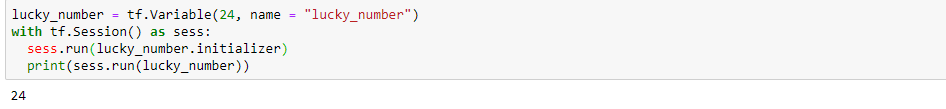 lucky_number = tf.Variable(24, name = "lucky_number")
with tf.Session() as sess:
  sess.run(lucky_number.initializer)
  print(sess.run(lucky_number))
24